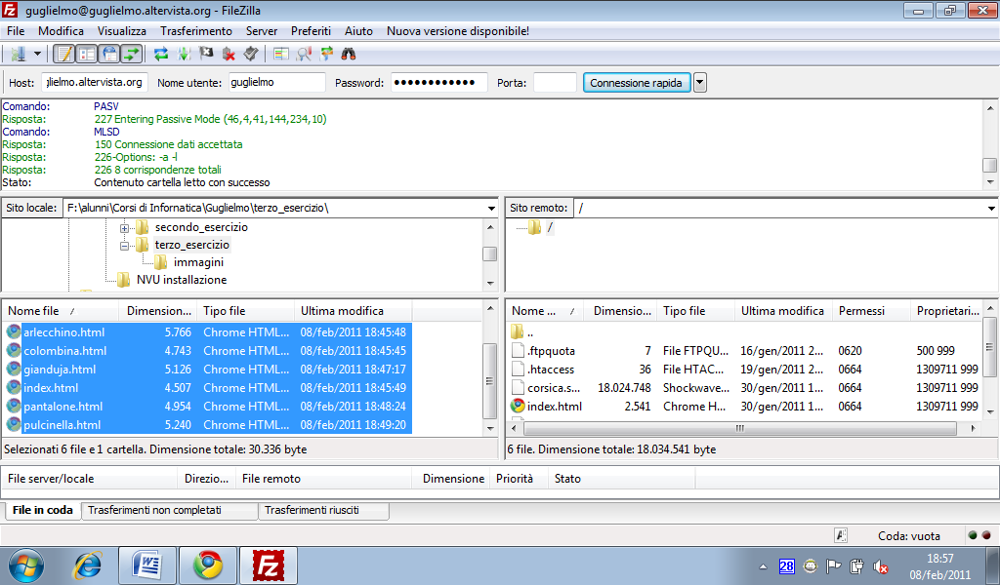 guglielmo@guglielmo.altervista.org - FileZilla
File Modifica Visualizza Trasferimento Server Preferiti Aiuto Nuova versione disponibile!
Host: glielmo.altervista.org Nome utente: guglielmo Password: ●●●●●●●●●●●● Porta: Connessione rapida
Comando: PASV
Risposta: 227 Entering Passive Mode (46,4,41,144,234,10)
Comando: MLSD
Risposta: 150 Connessione dati accettata
Risposta: 226-Options: -a -l
Risposta: 226 8 corrispondenze totali
Stato: Contenuto cartella letto con successo
Sito locale: F:\alunni\Corsi di Informatica\Guglielmo\terzo_esercizio\
secondo_esercizio
terzo_esercizio
immagini
NVU installazione
Sito remoto: /
/
Nome file / Dimension... Tipo file Ultima modifica
arlecchino.html 5.766 Chrome HTML... 08/feb/2011 18:45:48
colombina.html 4.743 Chrome HTML... 08/feb/2011 18:45:45
gianduja.html 5.126 Chrome HTML... 08/feb/2011 18:47:17
index.html 4.507 Chrome HTML... 08/feb/2011 18:45:49
pantalone.html 4.954 Chrome HTML... 08/feb/2011 18:48:24
pulcinella.html 5.240 Chrome HTML... 08/feb/2011 18:49:20
Selezionati 6 file e 1 cartella. Dimensione totale: 30.336 byte
Nome ... / Dimensio... Tipo file Ultima modifica Permessi Proprietari...
..
.ftpquota 7 File FTPQU... 16/gen/2011 2... 0620 500 999
.htaccess 36 File HTAC... 19/gen/2011 2... 0664 1309711 999
corsica.s... 18.024.748 Shockwave... 30/gen/2011 1... 0664 1309711 999
index.html 2.541 Chrome H... 30/gen/2011 1... 0664 1309711 999
6 file. Dimensione totale: 18.034.541 byte
File server/locale Direzio... File remoto Dimensione Priorità Stato
File in coda Trasferimenti non completati Trasferimenti riusciti
Coda: vuota
28
18:57
08/feb/2011